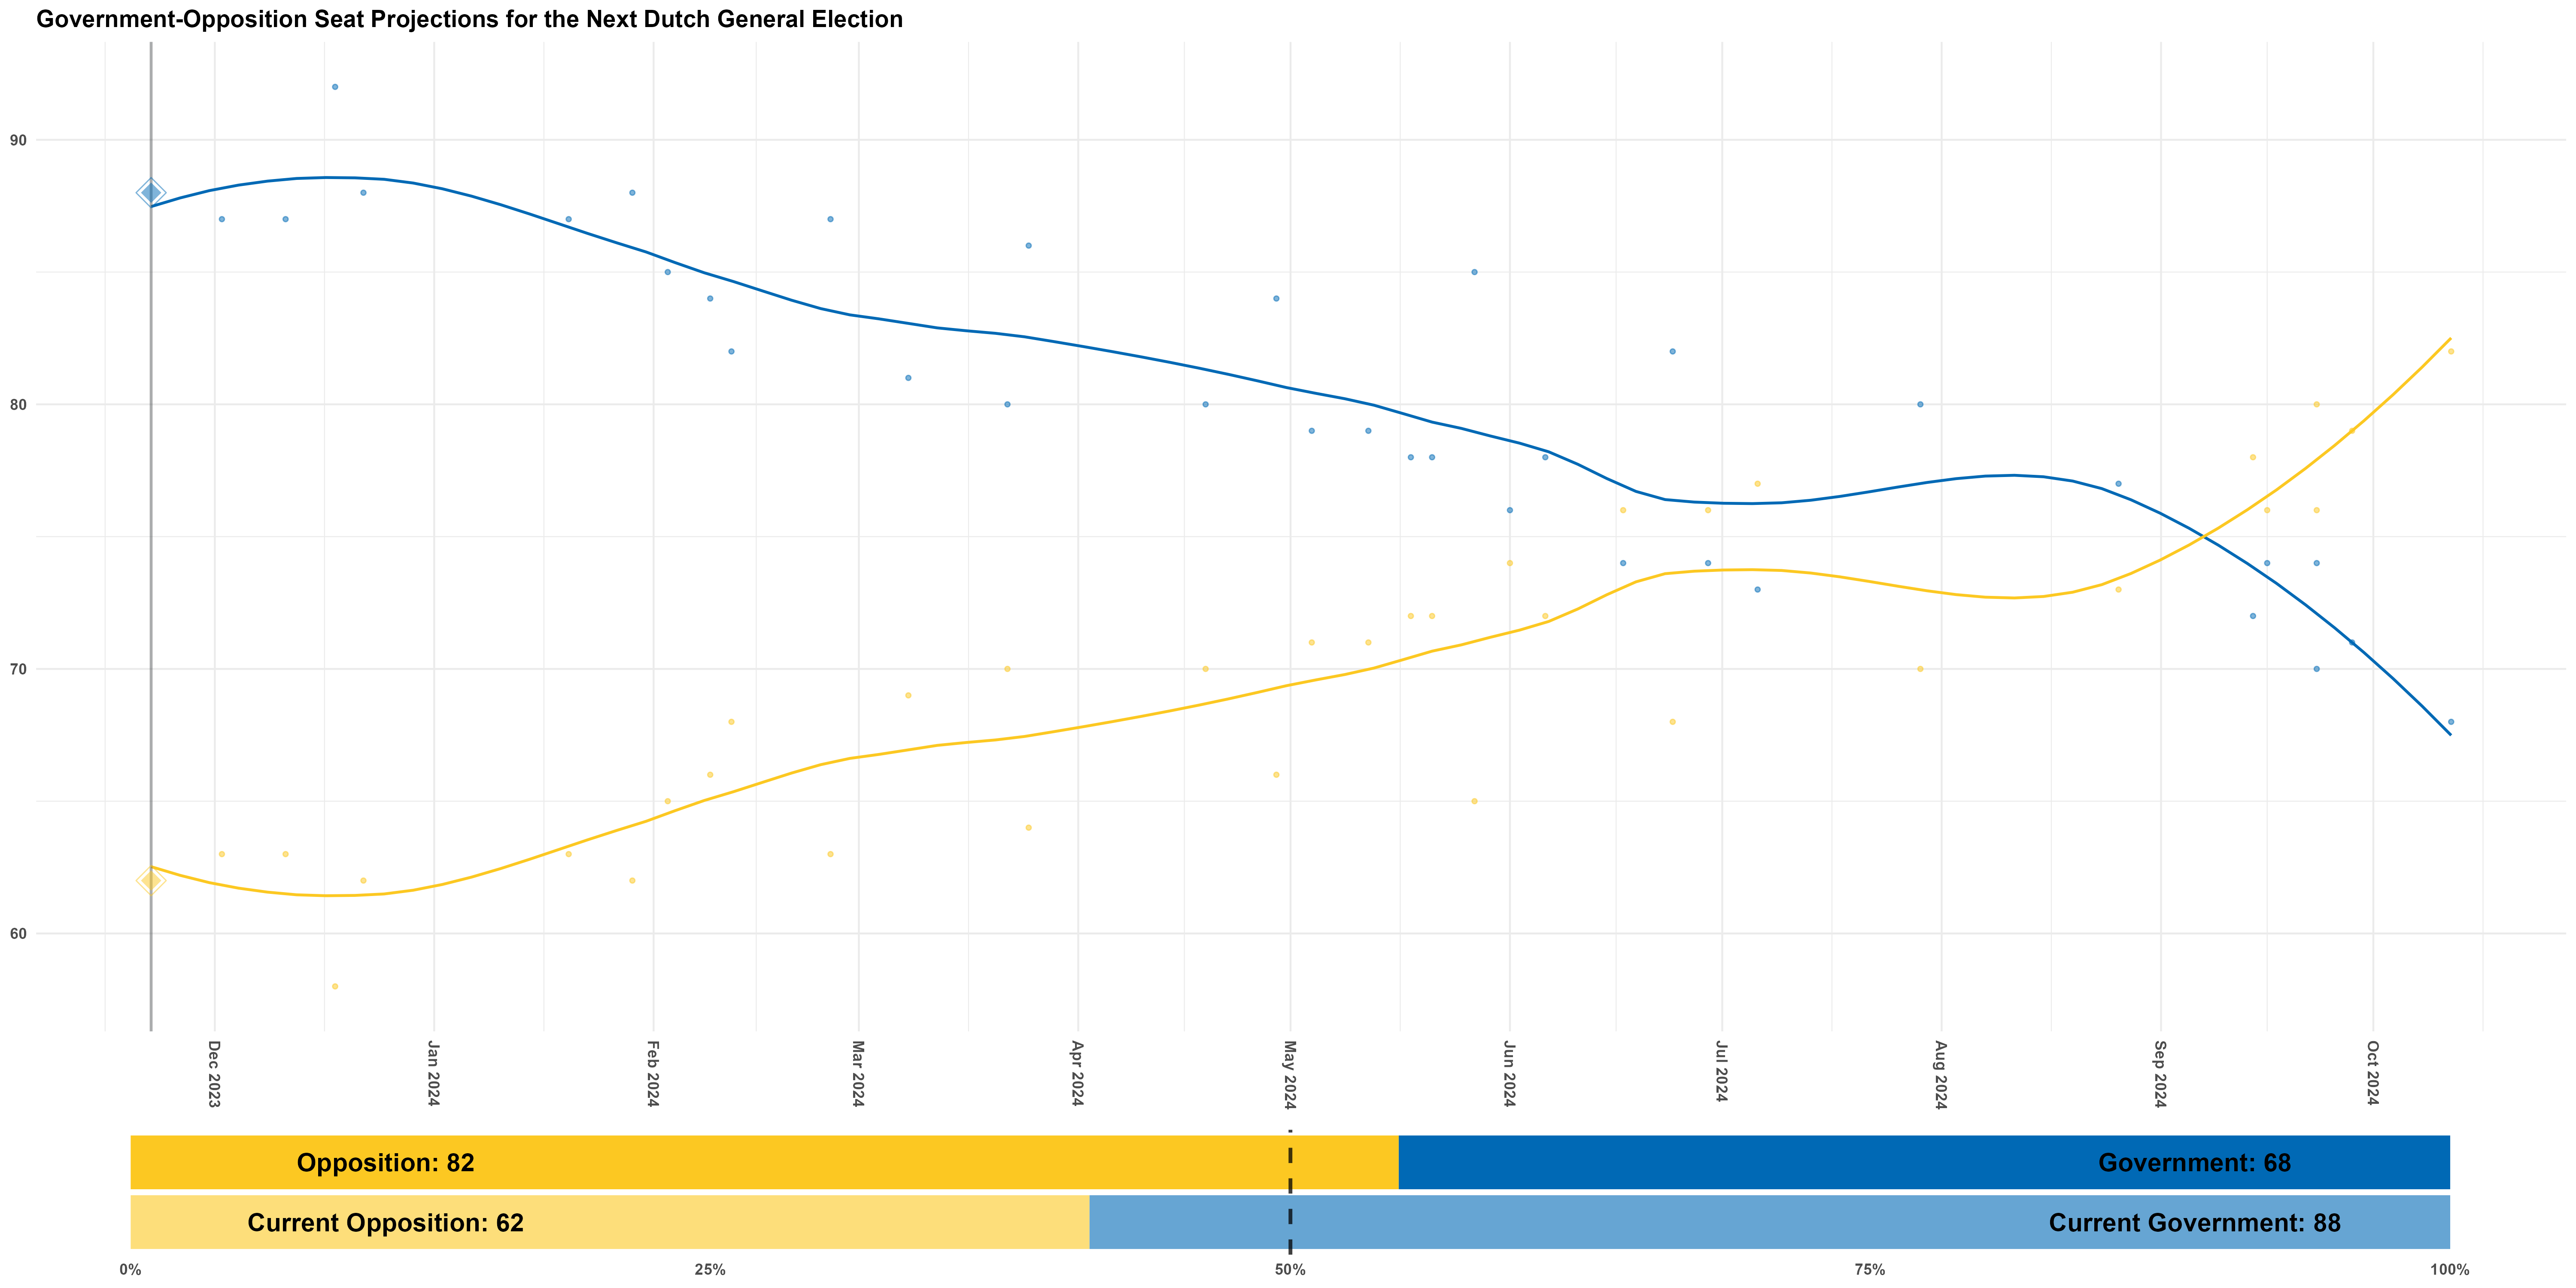 Government-Opposition Seat Projections for the Next Dutch General Election
90
80
70
60
Dec 2023
Jan 2024
Feb 2024
Mar 2024
Apr 2024
May 2024
Jun 2024
Jul 2024
Aug 2024
Sep 2024
Oct 2024
Opposition: 82
Government: 68
Current Opposition: 62
Current Government: 88
0%
25%
50%
75%
100%